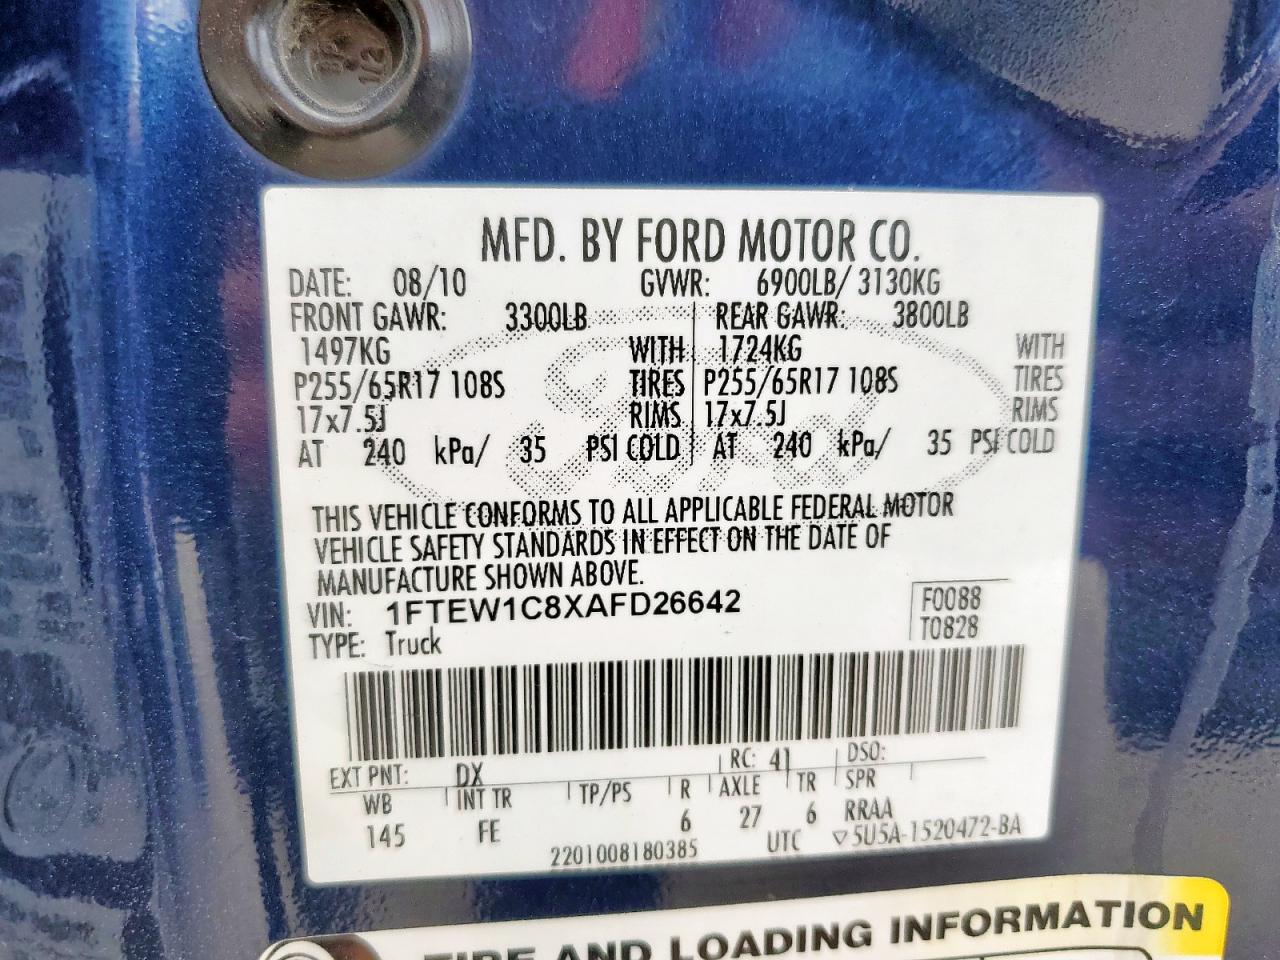 MFD. BY FORD MOTOR CO.
DATE: 08/10 GVWR: 6900LB/ 3130KG
FRONT GAWR: 3300LB REAR GAWR: 3800LB
1497KG WITH 1724KG WITH
P255/65R17 108S TIRES P255/65R17 108S TIRES
17x7.5J RIMS 17x7.5J RIMS
AT 240 kPa/ 35 PSI COLD AT 240 kPa/ 35 PSI COLD
THIS VEHICLE CONFORMS TO ALL APPLICABLE FEDERAL MOTOR
VEHICLE SAFETY STANDARDS IN EFFECT ON THE DATE OF
MANUFACTURE SHOWN ABOVE.
VIN: 1FTEW1C8XAFD26642 F0088
TYPE: Truck T0828
EXT PNT: DX RC: 41 DSO:
WB INT TR TP/PS R AXLE TR SPR
145 FE 6 27 6 RRAA
2201008180385 UTC ▽5U5A-1520472-BA
TIRE AND LOADING INFORMATION